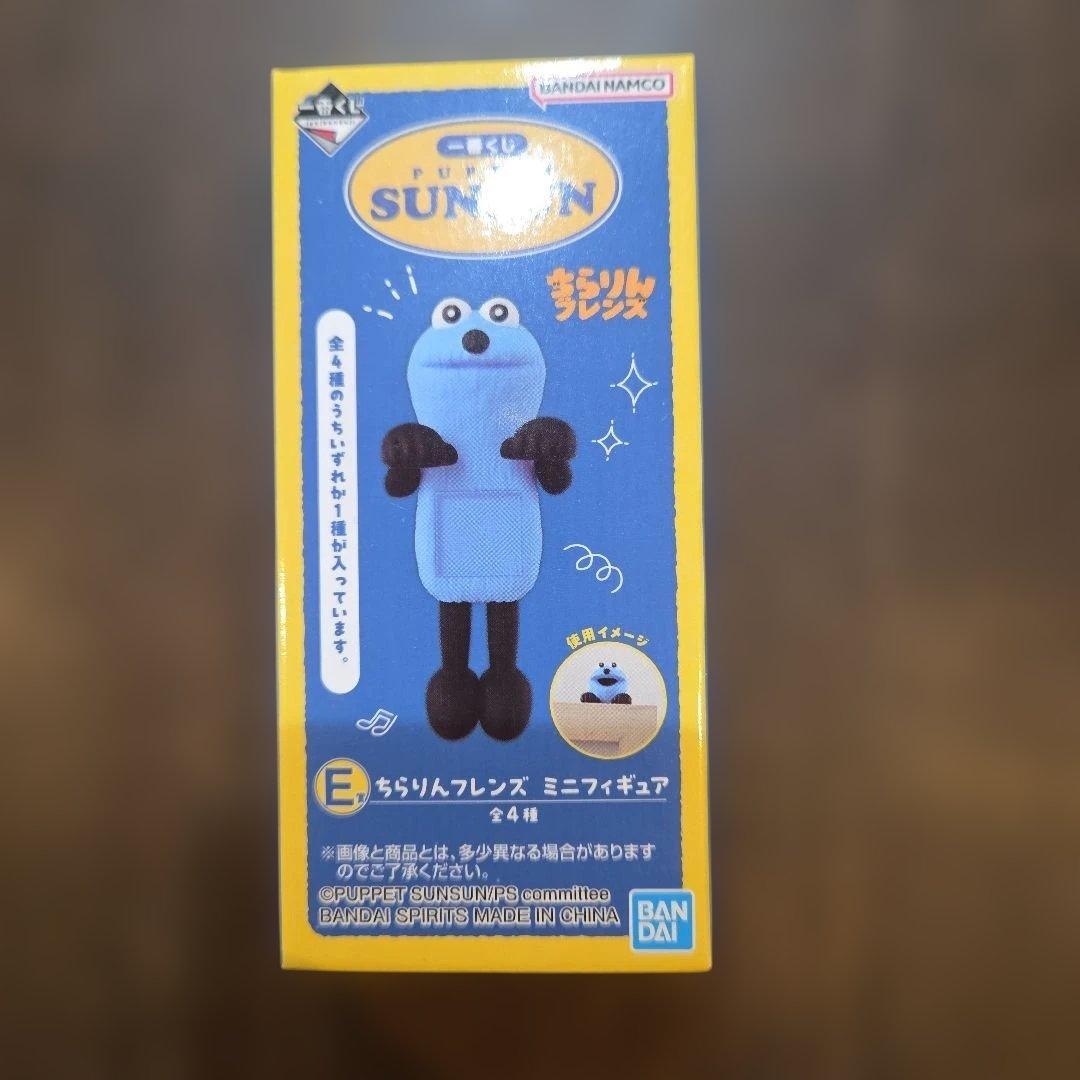 一番くじ
BANDAI NAMCO
一番くじ
SUNSUN
ちらりん
フレンズ
全4種のうちいずれか1種が入っています。
使用イメージ
E賞 ちらりんフレンズ ミニフィギュア
全4種
※画像と商品とは、多少異なる場合があります
のでご了承ください。
©PUPPET SUNSUN/PS committee
BANDAI SPIRITS MADE IN CHINA
BAN
DAI